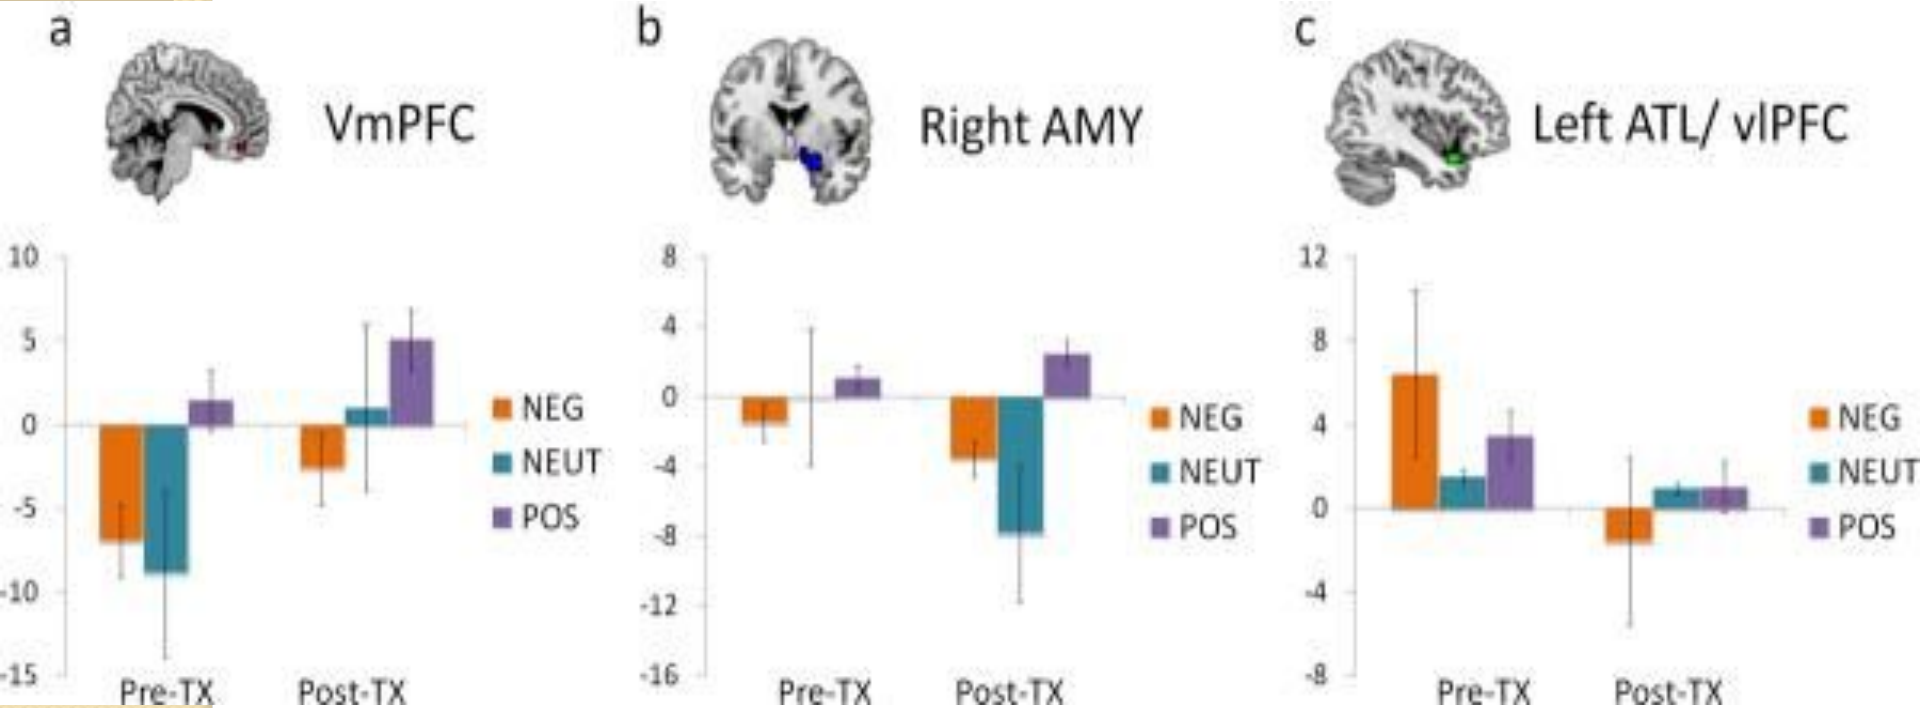 a
VmPFC
10
5
0
-5
-10
-15
Pre-TX
Post-TX
NEG
NEUT
POS
b
Right AMY
8
4
0
-4
-8
-12
-16
Pre-TX
Post-TX
NEG
NEUT
POS
c
Left ATL/ vlPFC
12
8
4
0
-4
-8
Pre-TX
Post-TX
NEG
NEUT
POS